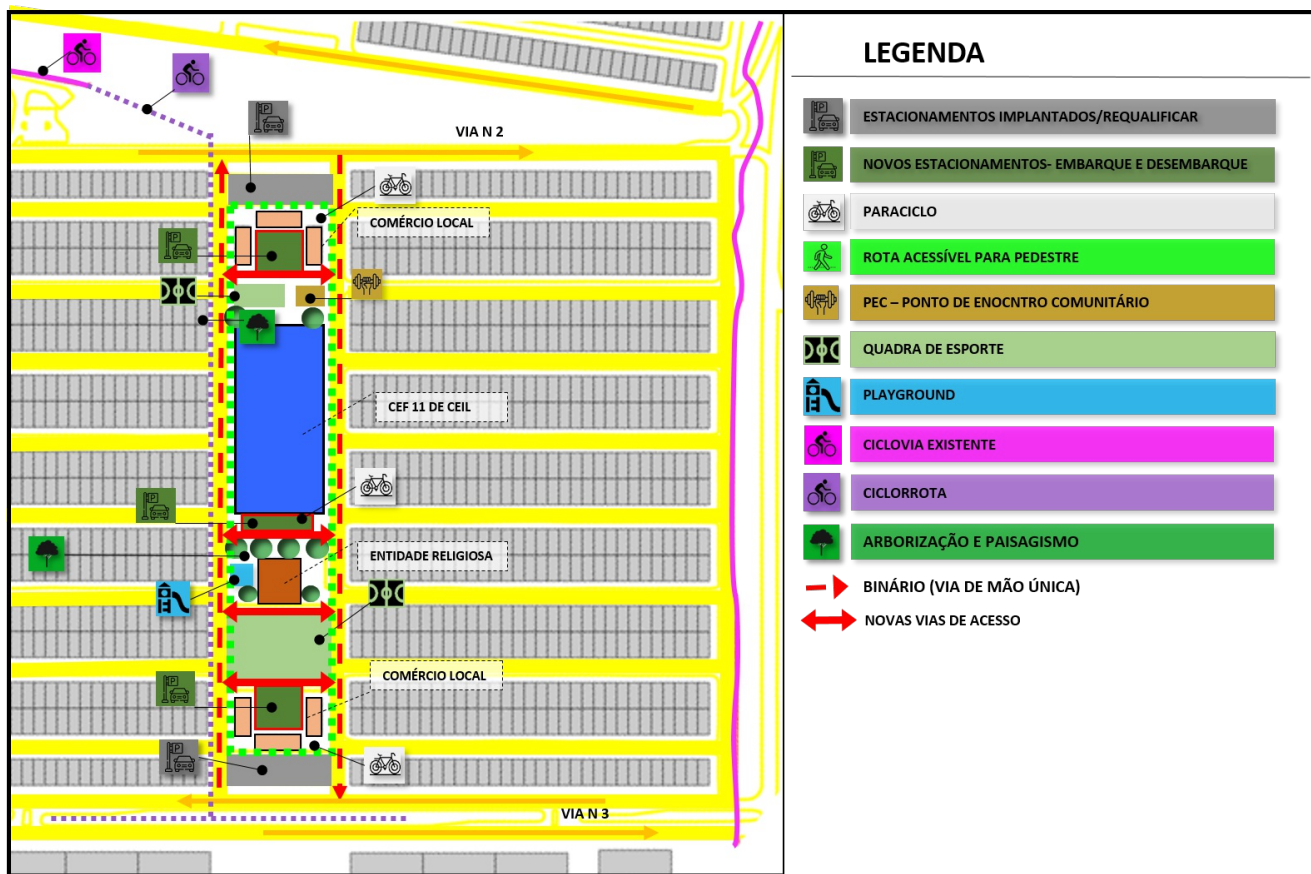 VIA N 2
COMÉRCIO LOCAL
CEF 11 DE CEIL
ENTIDADE RELIGIOSA
COMÉRCIO LOCAL
VIA N 3
LEGENDA
P
ESTACIONAMENTOS IMPLANTADOS/REQUALIFICAR
P
NOVOS ESTACIONAMENTOS- EMBARQUE E DESEMBARQUE
PARACICLO
ROTA ACESSÍVEL PARA PEDESTRE
PEC – PONTO DE ENOCNTRO COMUNITÁRIO
QUADRA DE ESPORTE
PLAYGROUND
CICLOVIA EXISTENTE
CICLORROTA
ARBORIZAÇÃO E PAISAGISMO
BINÁRIO (VIA DE MÃO ÚNICA)
NOVAS VIAS DE ACESSO